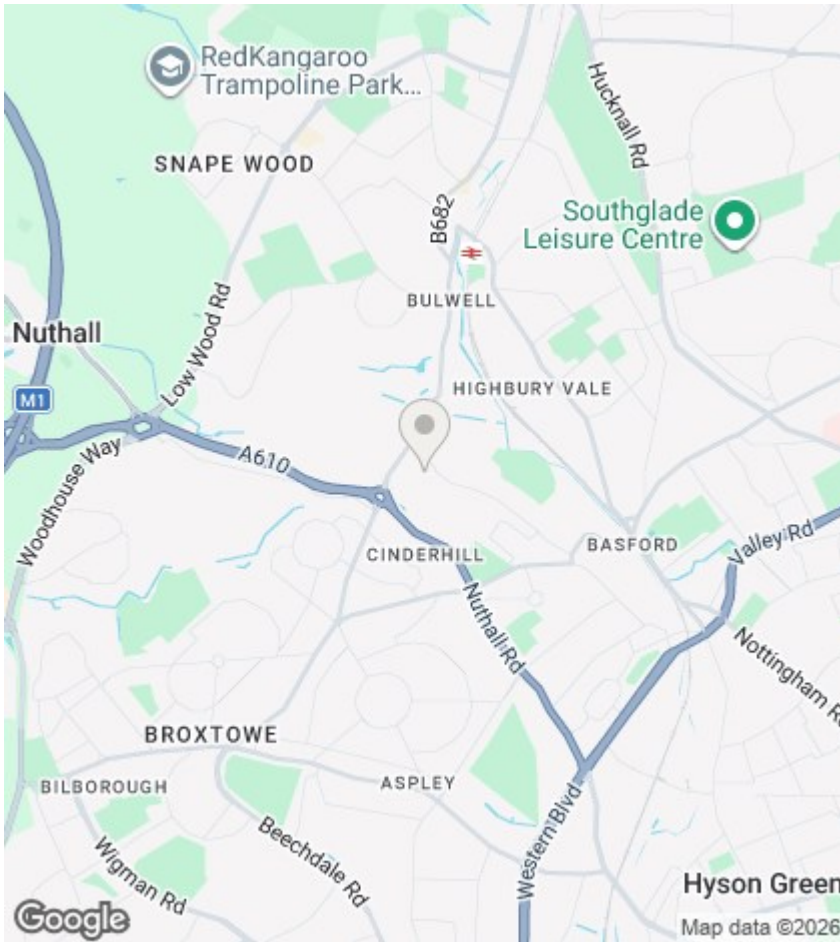 RedKangaroo
Trampoline Park...
Hucknall Rd
SNAPE WOOD
B682
Southglade
Leisure Centre
BULWELL
Nuthall
Low Wood Rd
HIGHBURY VALE
M1
A610
Woodhouse Way
CINDERHILL
BASFORD
Valley Rd
Nuthall Rd
Nottingham R
BROXTOWE
ASPLEY
BILBOROUGH
Western Blvd
Beechdale Rd
Wigman Rd
Hyson Green
Google
Map data ©2026